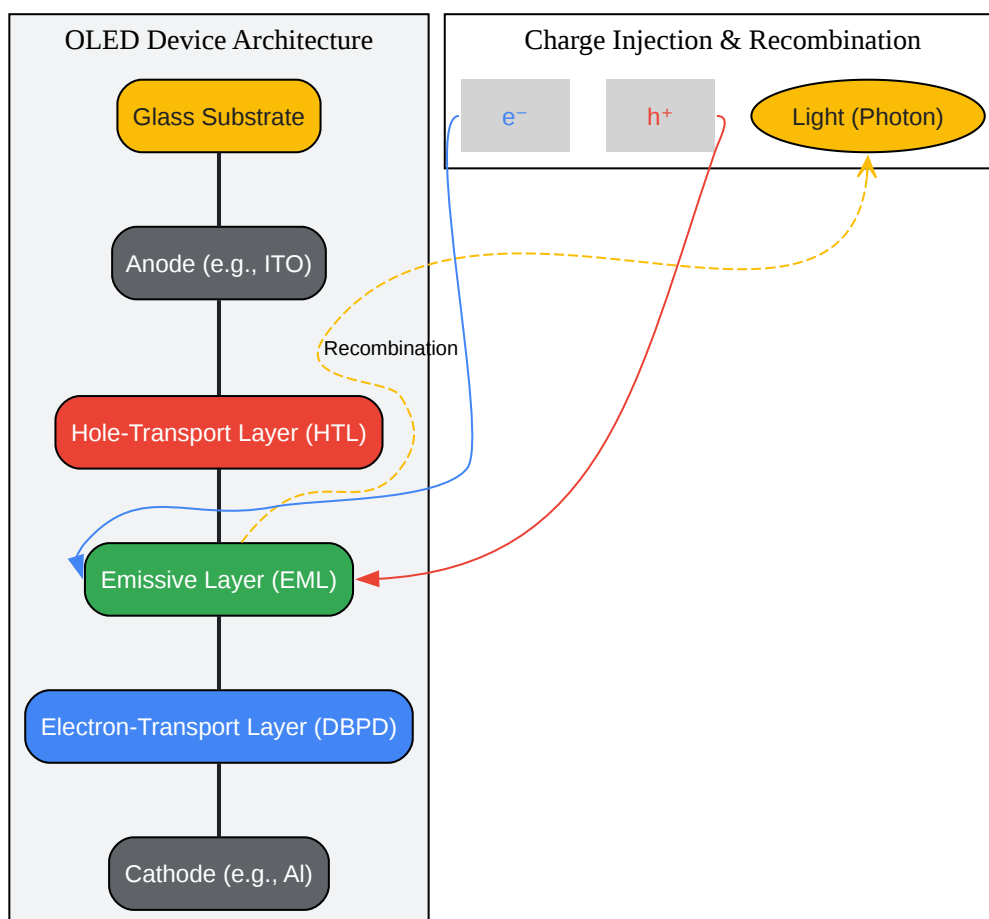 OLED Device Architecture
Glass Substrate
Anode (e.g., ITO)
Hole-Transport Layer (HTL)
Emissive Layer (EML)
Electron-Transport Layer (DBPD)
Cathode (e.g., Al)
Charge Injection & Recombination
e⁻
h⁺
Light (Photon)
Recombination